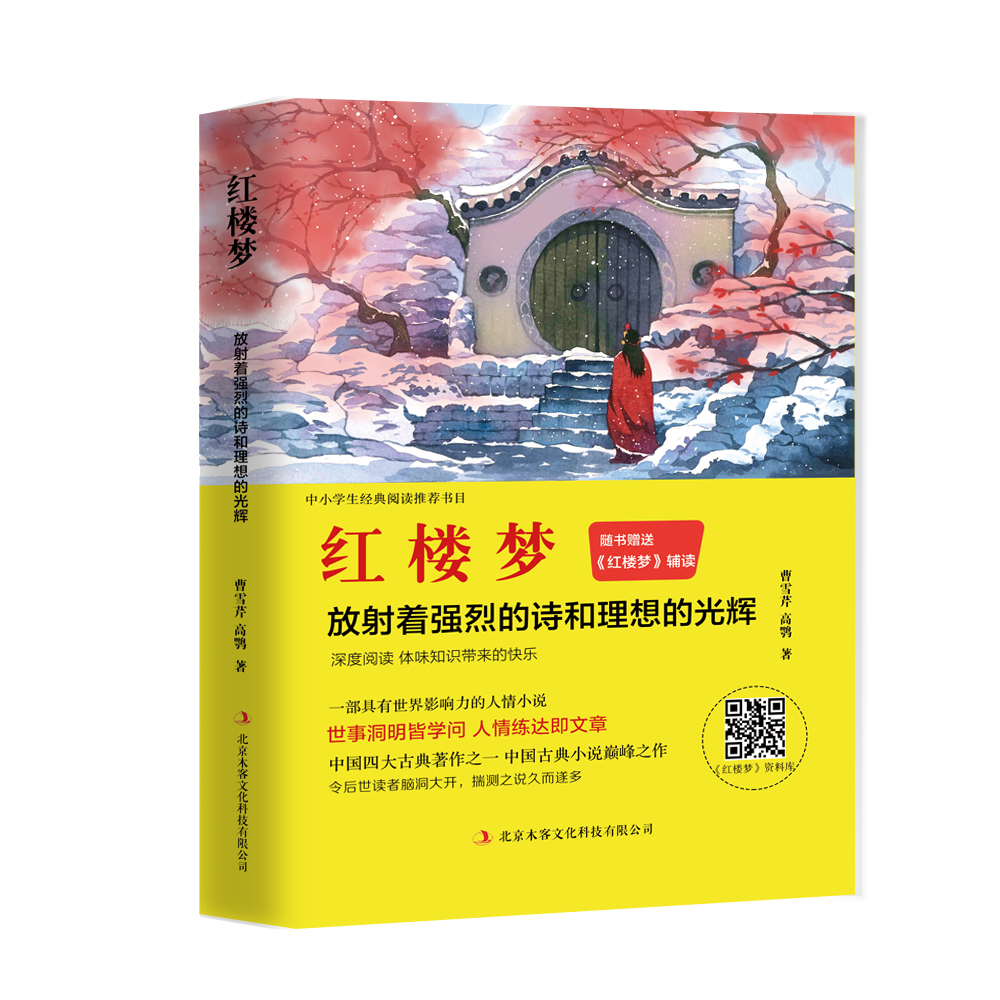 红楼梦
放射着强烈的诗和理想的光辉
曹雪芹 高鹗 著
北京木客文化科技有限公司
中小学生经典阅读推荐书目
红楼梦
随书赠送
《红楼梦》辅读
放射着强烈的诗和理想的光辉
深度阅读 体味知识带来的快乐
曹雪芹 高鹗 著
一部具有世界影响力的人情小说
世事洞明皆学问 人情练达即文章
中国四大古典著作之一 中国古典小说巅峰之作
令后世读者脑洞大开，揣测之说久而遂多
《红楼梦》资料库
北京木客文化科技有限公司